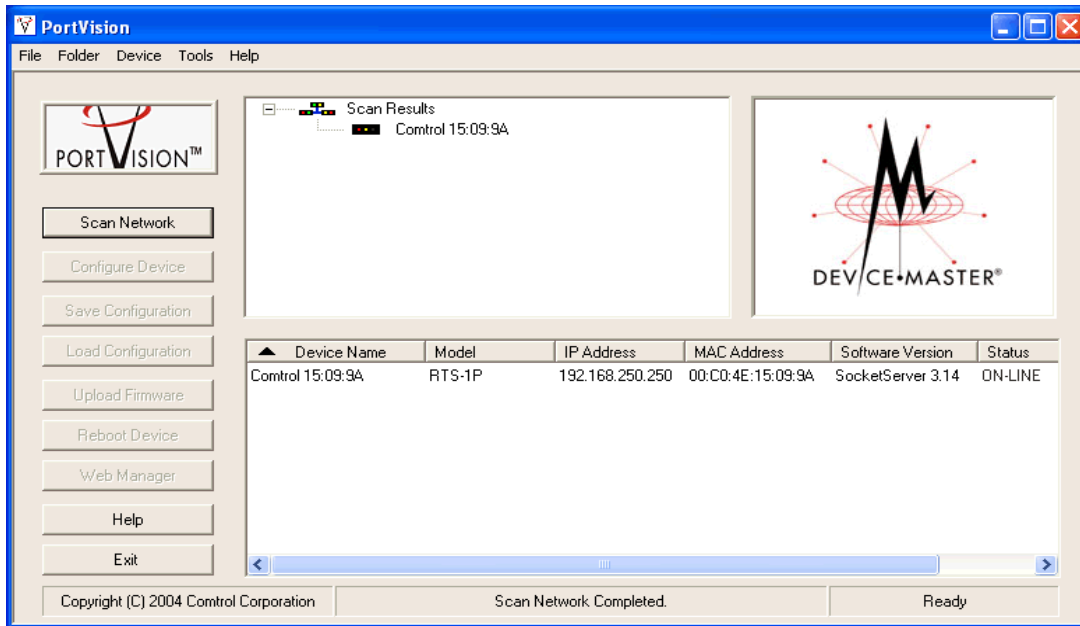 PortVision
File Folder Device Tools Help
PORTVISION™
Scan Results
Comtrol 15:09:9A
DEVICE•MASTER®
Scan Network
Configure Device
Save Configuration
Load Configuration
Upload Firmware
Reboot Device
Web Manager
Help
Exit
Device Name Model IP Address MAC Address Software Version Status
Comtrol 15:09:9A RTS-1P 192.168.250.250 00:C0:4E:15:09:9A SocketServer 3.14 ON-LINE
Copyright (C) 2004 Comtrol Corporation Scan Network Completed. Ready